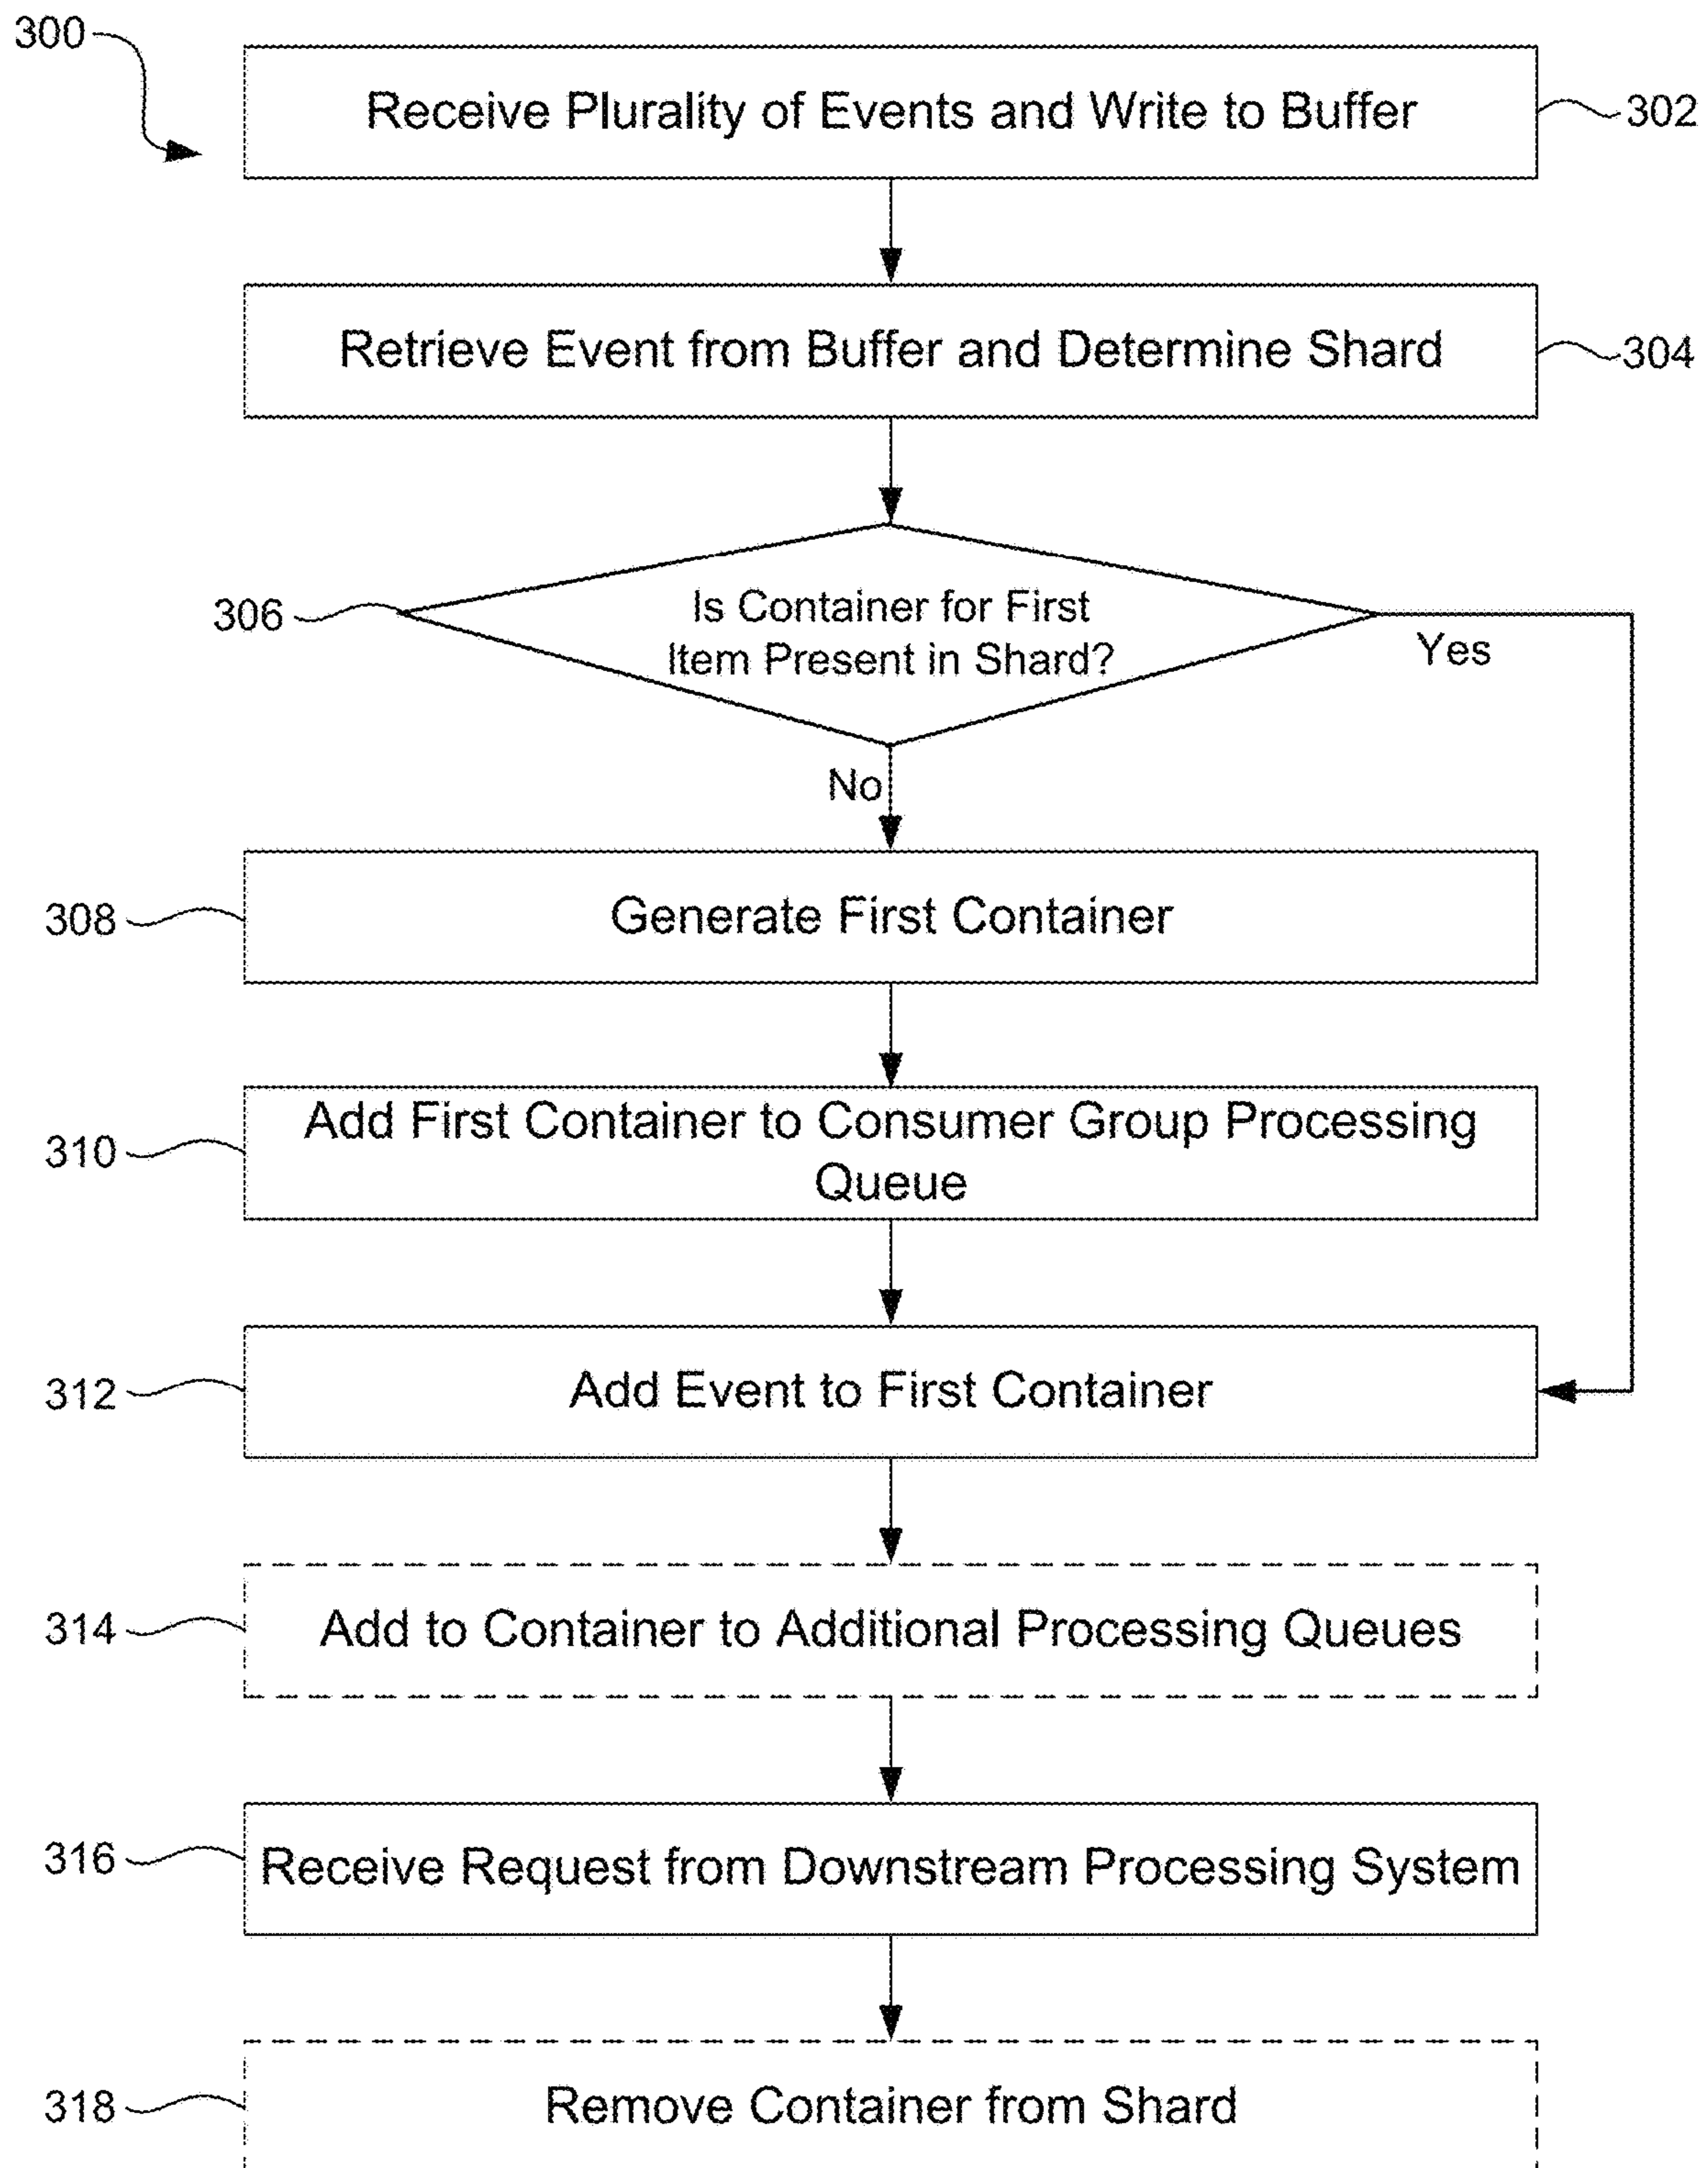 300
Receive Plurality of Events and Write to Buffer
302
Retrieve Event from Buffer and Determine Shard
304
306
Is Container for First
Item Present in Shard?
Yes
No
308
Generate First Container
310
Add First Container to Consumer Group Processing
Queue
312
Add Event to First Container
314
Add to Container to Additional Processing Queues
316
Receive Request from Downstream Processing System
318
Remove Container from Shard